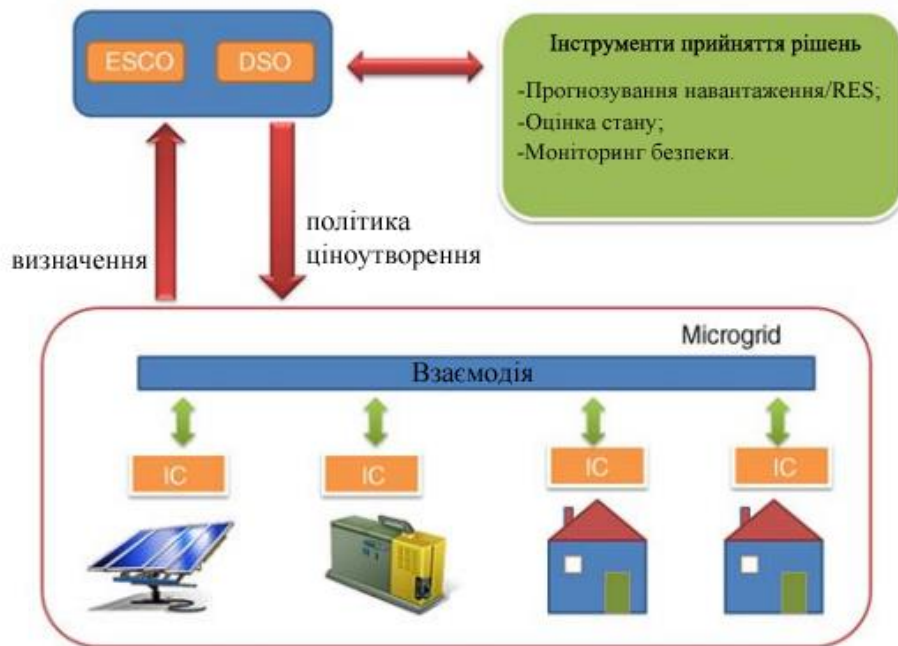 ESCO
DSO
Інструменти прийняття рішень
-Прогнозування навантаження/RES;
-Оцінка стану;
-Моніторинг безпеки.
визначення
політика
ціноутворення
Microgrid
Взаємодія
IC
IC
IC
IC